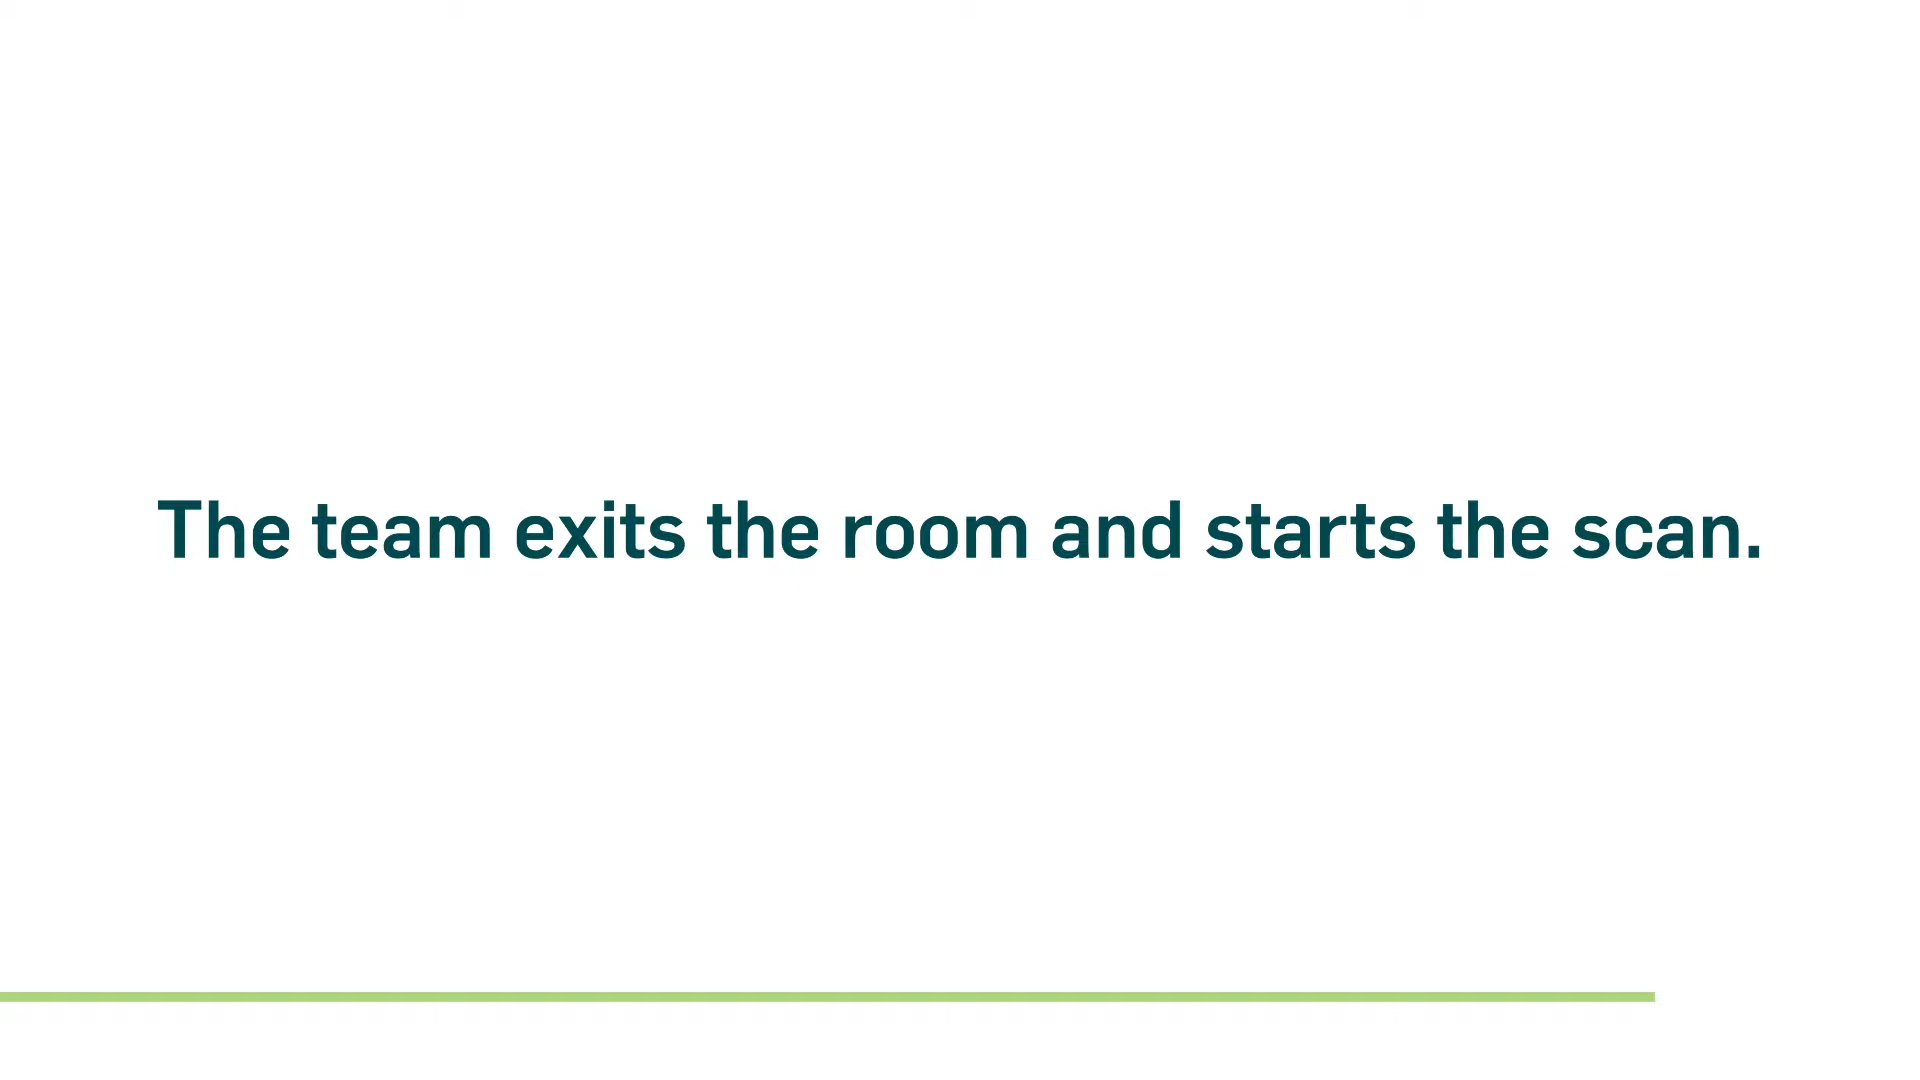 The team exits the room and starts the scan.